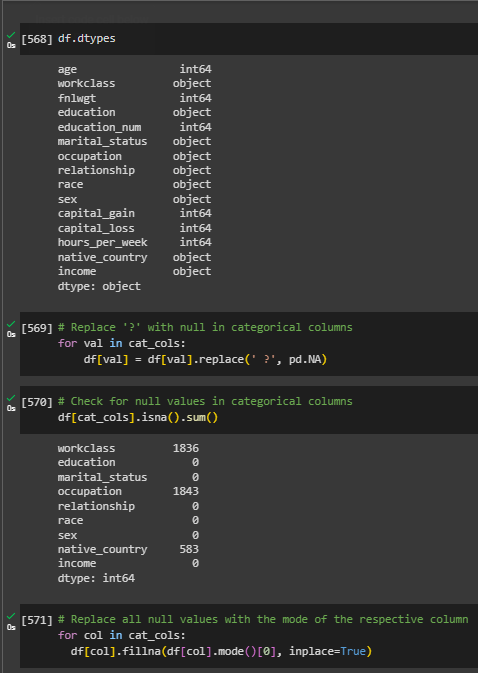 [568] df.dtypes
0s
age int64
workclass object
fnlwgt int64
education object
education_num int64
marital_status object
occupation object
relationship object
race object
sex object
capital_gain int64
capital_loss int64
hours_per_week int64
native_country object
income object
dtype: object
[569] # Replace '?' with null in categorical columns
0s
for val in cat_cols:
df[val] = df[val].replace(' ?', pd.NA)
[570] # Check for null values in categorical columns
0s
df[cat_cols].isna().sum()
workclass 1836
education 0
marital_status 0
occupation 1843
relationship 0
race 0
sex 0
native_country 583
income 0
dtype: int64
[571] # Replace all null values with the mode of the respective column
0s
for col in cat_cols:
df[col].fillna(df[col].mode()[0], inplace=True)